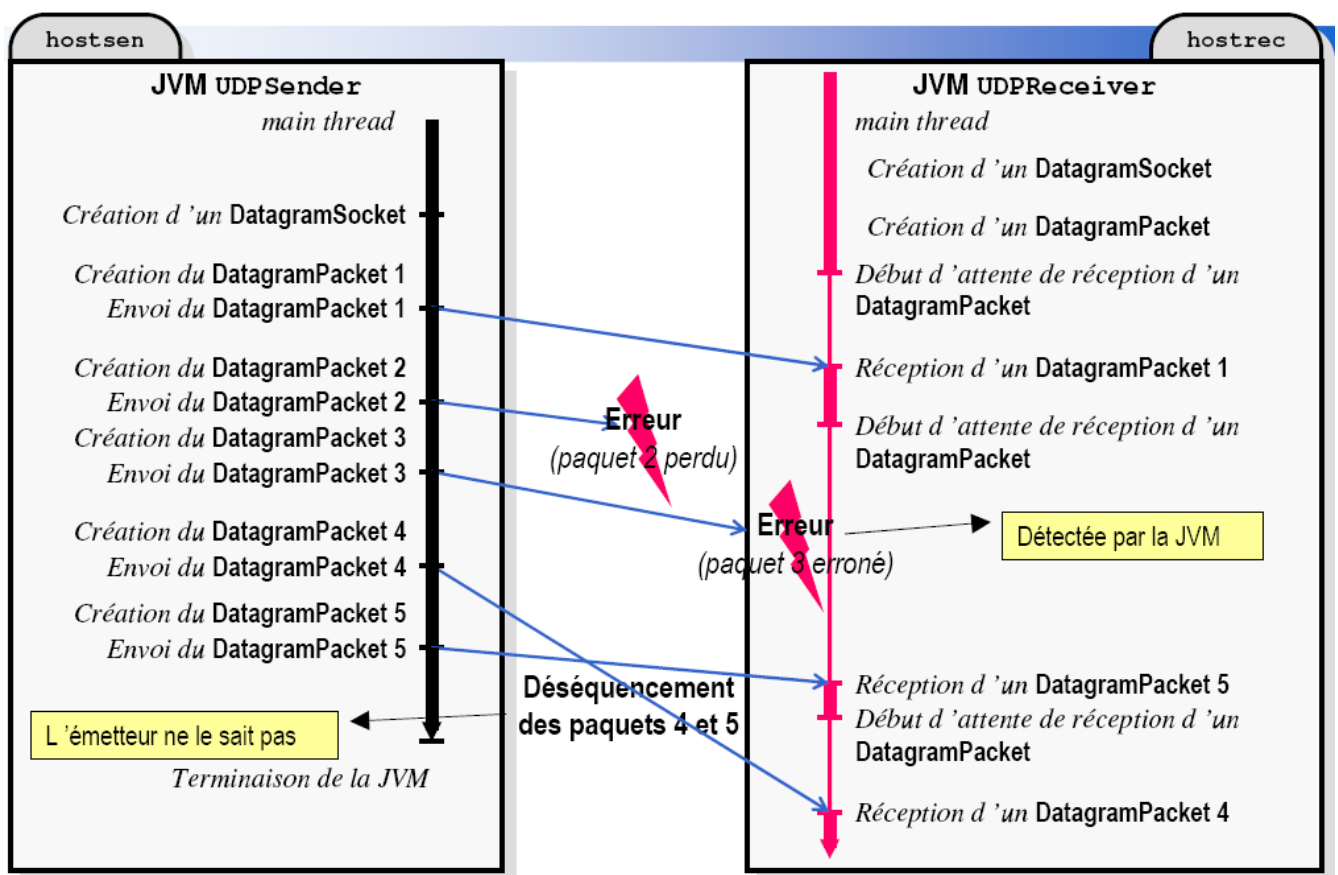 hostsen
hostrec
JVM UDPSender
main thread
Création d ’un DatagramSocket
Création du DatagramPacket 1
Envoi du DatagramPacket 1
Création du DatagramPacket 2
Envoi du DatagramPacket 2
Création du DatagramPacket 3
Envoi du DatagramPacket 3
Création du DatagramPacket 4
Envoi du DatagramPacket 4
Création du DatagramPacket 5
Envoi du DatagramPacket 5
L ’émetteur ne le sait pas
Terminaison de la JVM
Erreur
(paquet 2 perdu)
Erreur
(paquet 3 erroné)
Déséquencement
des paquets 4 et 5
JVM UDPReceiver
main thread
Création d ’un DatagramSocket
Création d ’un DatagramPacket
Début d ’attente de réception d ’un
DatagramPacket
Réception d ’un DatagramPacket 1
Début d ’attente de réception d ’un
DatagramPacket
Détectée par la JVM
Réception d ’un DatagramPacket 5
Début d ’attente de réception d ’un
DatagramPacket
Réception d ’un DatagramPacket 4